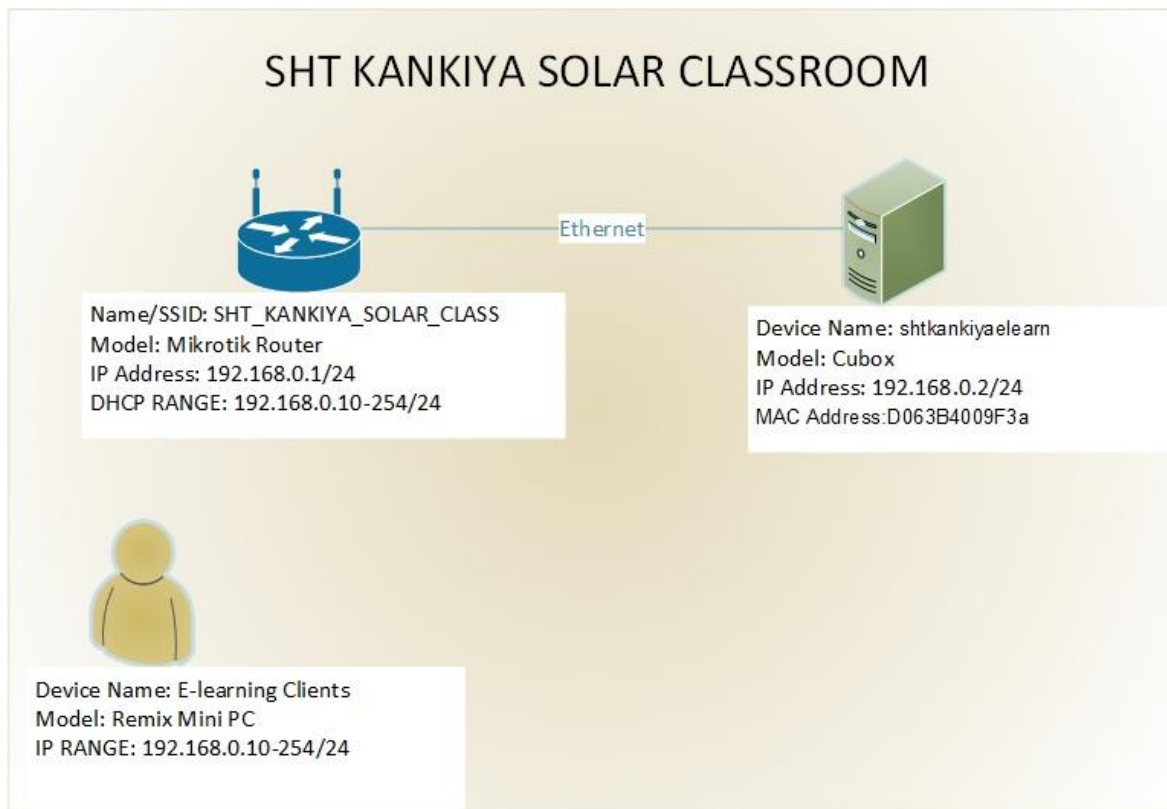 SHT KANKIYA SOLAR CLASSROOM
Ethernet
Name/SSID: SHT_KANKIYA_SOLAR_CLASS
Model: Mikrotik Router
IP Address: 192.168.0.1/24
DHCP RANGE: 192.168.0.10-254/24
Device Name: shtkankiyaelearn
Model: Cubox
IP Address: 192.168.0.2/24
MAC Address:D063B4009F3a
Device Name: E-learning Clients
Model: Remix Mini PC
IP RANGE: 192.168.0.10-254/24